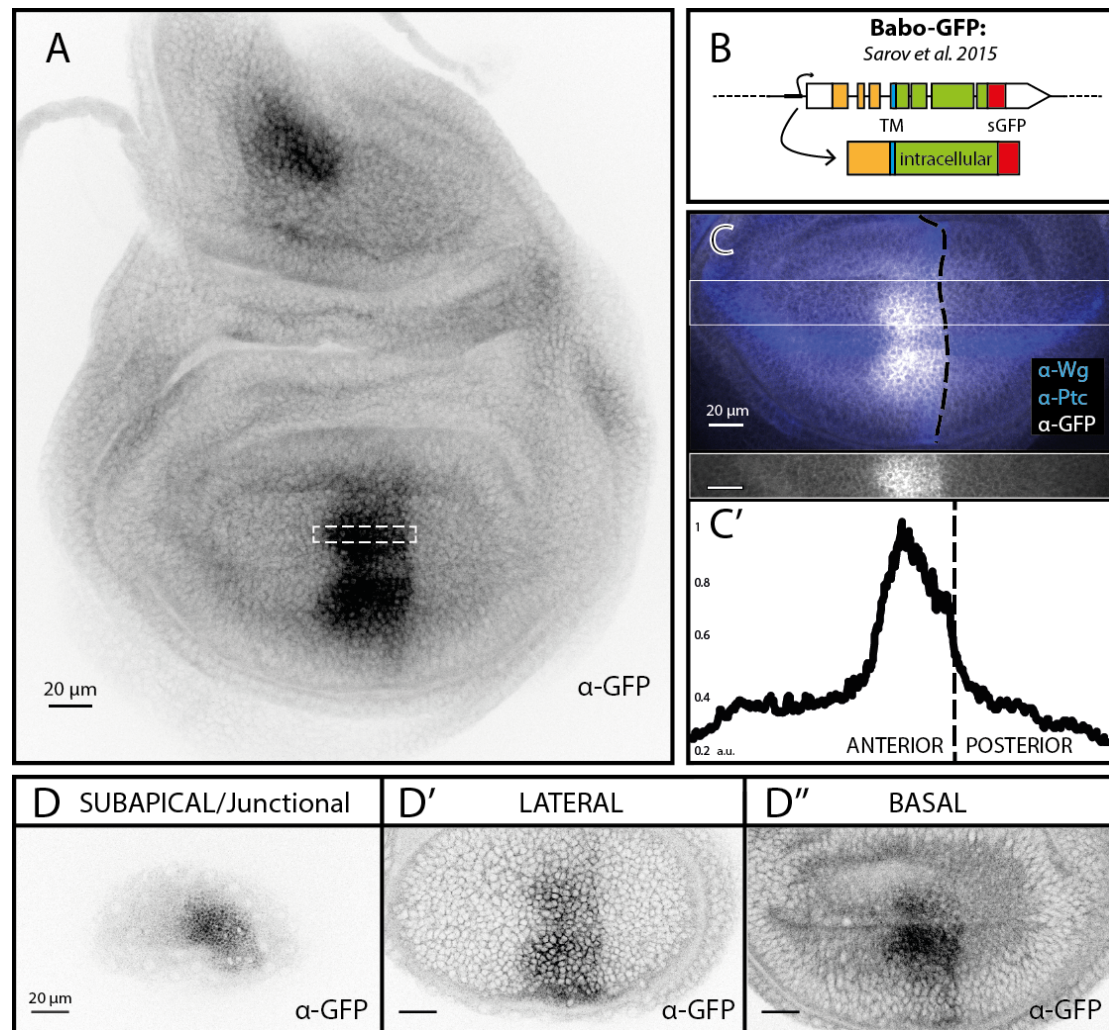 A
20 μm
α-GFP
B
Babo-GFP:
Sarov et al. 2015
TM
sGFP
intracellular
C
α-Wg
α-Ptc
α-GFP
20 μm
C'
1
0.8
0.6
0.4
0.2 a.u.
ANTERIOR
POSTERIOR
D
SUBAPICAL/Junctional
20 μm
α-GFP
D'
LATERAL
α-GFP
D"
BASAL
α-GFP